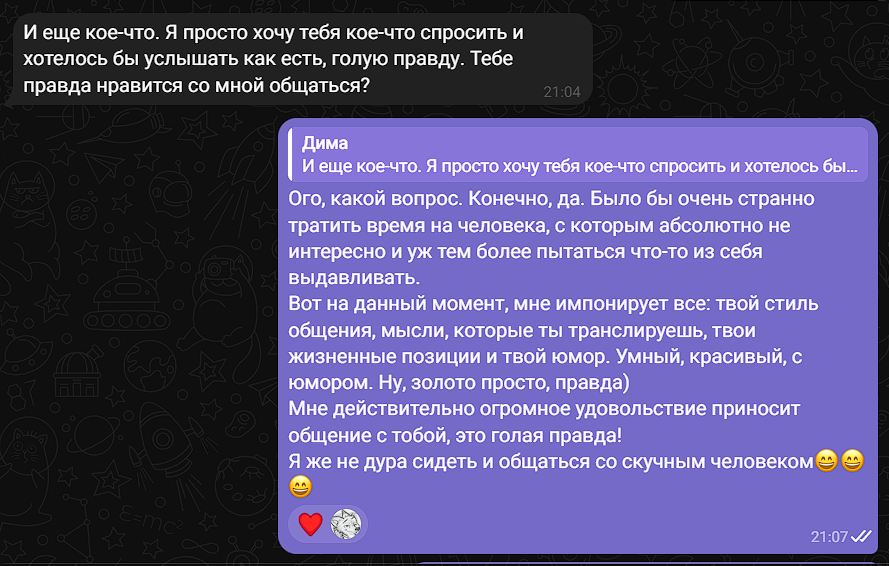 И еще кое-что. Я просто хочу тебя кое-что спросить и
хотелось бы услышать как есть, голую правду. Тебе
правда нравится со мной общаться?
21:04
Дима
И еще кое-что. Я просто хочу тебя кое-что спросить и хотелось бы...
Ого, какой вопрос. Конечно, да. Было бы очень странно
тратить время на человека, с которым абсолютно не
интересно и уж тем более пытаться что-то из себя
выдавливать.
Вот на данный момент, мне импонирует все: твой стиль
общения, мысли, которые ты транслируешь, твои
жизненные позиции и твой юмор. Умный, красивый, с
юмором. Ну, золото просто, правда)
Мне действительно огромное удовольствие приносит
общение с тобой, это голая правда!
Я же не дура сидеть и общаться со скучным человеком😄😄
😄
❤️
21:07